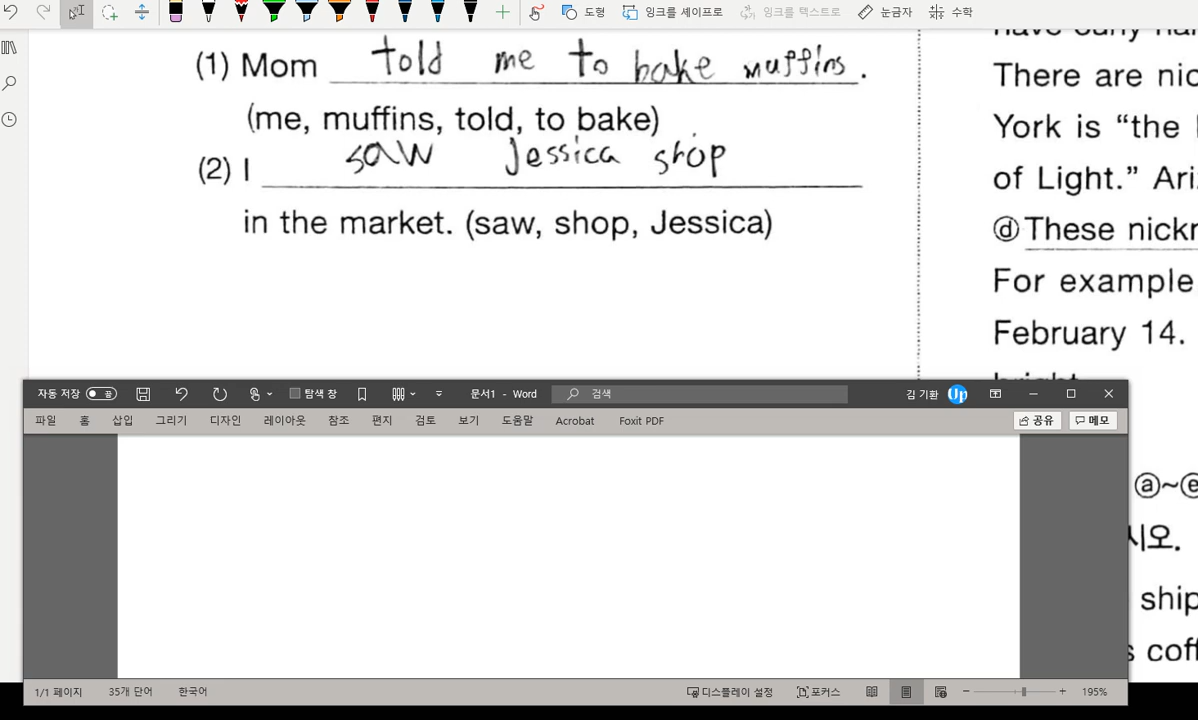 도형
잉크를 셰이프로
잉크를 텍스트로
눈금자
수학
(1) Mom told me to bake muffins.
(me, muffins, told, to bake)
(2) I saw Jessica shop
in the market. (saw, shop, Jessica)
There are nic
York is “the
of Light.” Ari
ⓓThese nickr
For example
February 14.
자동 저장 끔
탐색 창
문서1 - Word
검색
김 기환
Up
파일 홈 삽입 그리기 디자인 레이아웃 참조 편지 검토 보기 도움말 Acrobat Foxit PDF
공유 메모
ⓐ~ⓔ
시오.
ship
s coff
1/1 페이지 35개 단어 한국어 디스플레이 설정 포커스 - + 195%